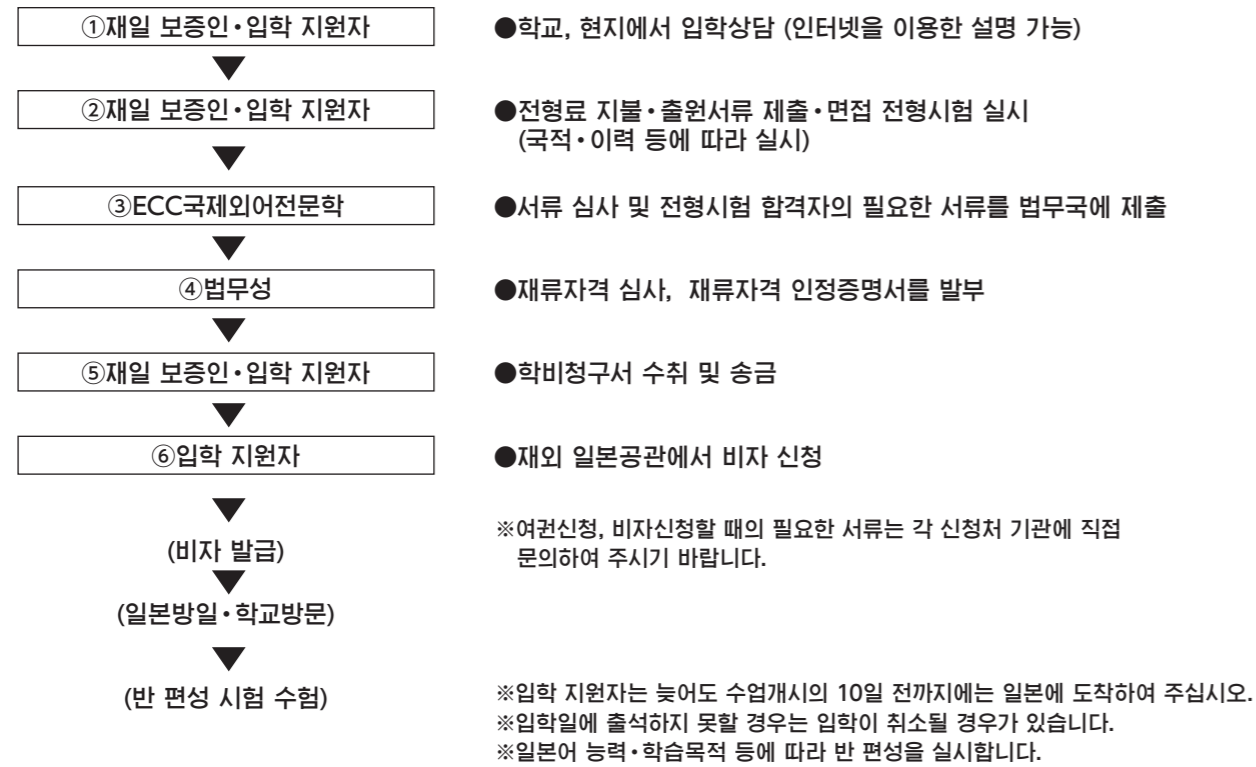 ①재일 보증인•입학 지원자
●학교, 현지에서 입학상담 (인터넷을 이용한 설명 가능)
②재일 보증인•입학 지원자
●전형료 지불•출원서류 제출•면접 전형시험 실시
(국적•이력 등에 따라 실시)
③ECC국제외어전문학
●서류 심사 및 전형시험 합격자의 필요한 서류를 법무국에 제출
④법무성
●재류자격 심사, 재류자격 인정증명서를 발부
⑤재일 보증인•입학 지원자
●학비청구서 수취 및 송금
⑥입학 지원자
●재외 일본공관에서 비자 신청
※여권신청, 비자신청할 때의 필요한 서류는 각 신청처 기관에 직접
문의하여 주시기 바랍니다.
(비자 발급)
(일본방일•학교방문)
(반 편성 시험 수험)
※입학 지원자는 늦어도 수업개시의 10일 전까지에는 일본에 도착하여 주십시오.
※입학일에 출석하지 못할 경우는 입학이 취소될 경우가 있습니다.
※일본어 능력•학습목적 등에 따라 반 편성을 실시합니다.